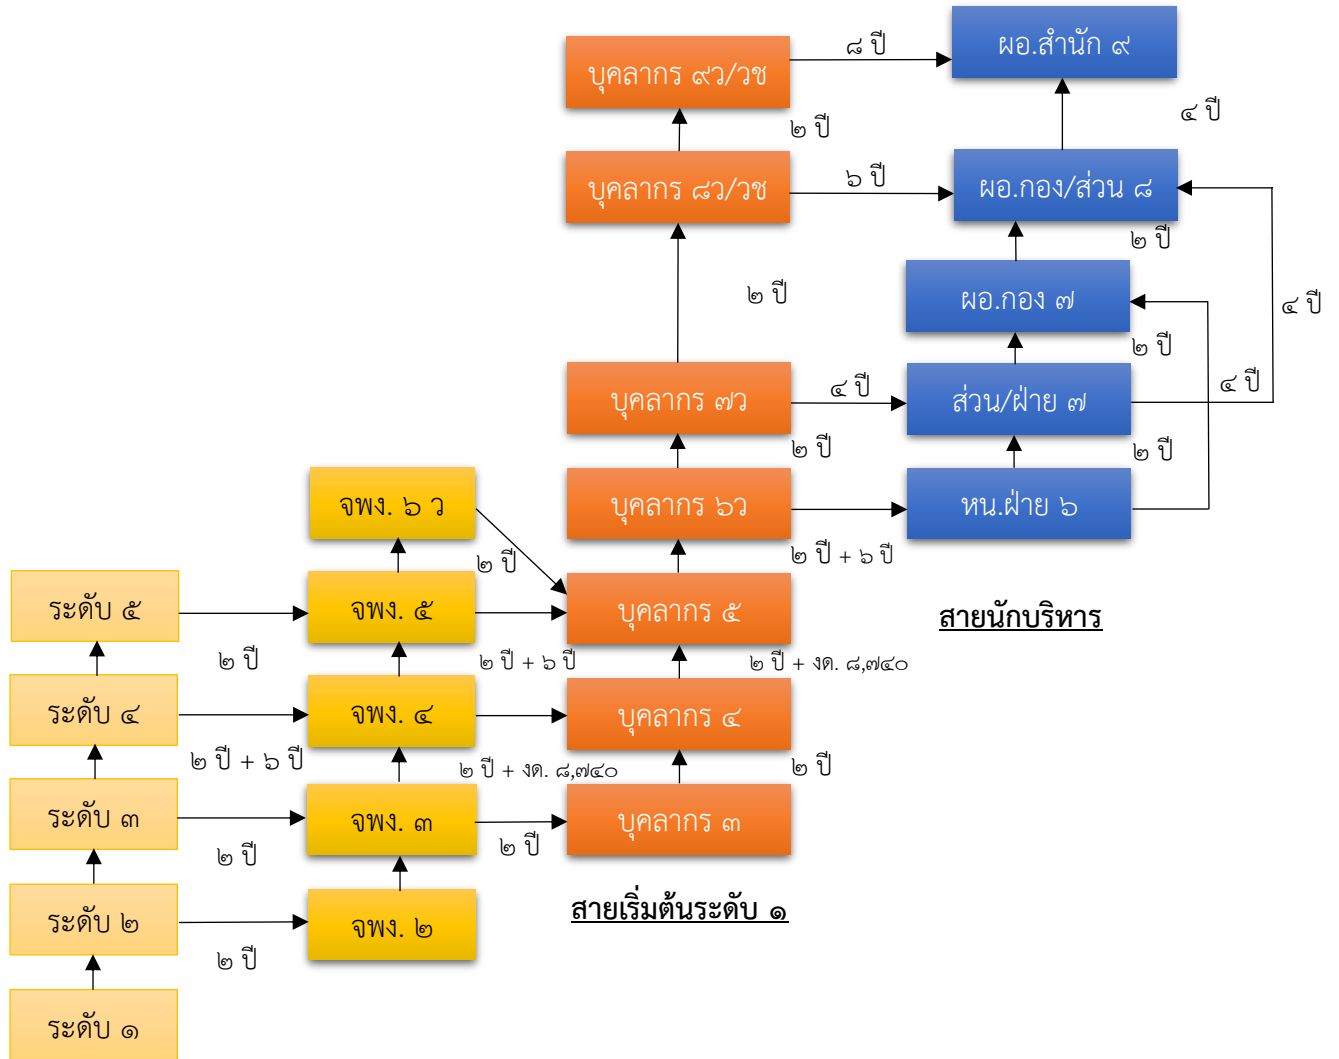 ผอ.สำนัก ๙
๘ ปี
บุคลากร ๙ว/วช
๔ ปี
๒ ปี
บุคลากร ๘ว/วช
๖ ปี
ผอ.กอง/ส่วน ๘
๒ ปี
๒ ปี
ผอ.กอง ๗
๔ ปี
๒ ปี
บุคลากร ๗ว
๔ ปี
ส่วน/ฝ่าย ๗
๔ ปี
๒ ปี
๒ ปี
จพง. ๖ ว
บุคลากร ๖ว
หน.ฝ่าย ๖
๒ ปี
๒ ปี + ๖ ปี
ระดับ ๕
จพง. ๕
บุคลากร ๕
สายนักบริหาร
๒ ปี
๒ ปี + ๖ ปี
๒ ปี + งด. ๘,๗๔๐
ระดับ ๔
จพง. ๔
บุคลากร ๔
๒ ปี + ๖ ปี
๒ ปี + งด. ๘,๗๔๐
๒ ปี
ระดับ ๓
จพง. ๓
บุคลากร ๓
๒ ปี
๒ ปี
ระดับ ๒
จพง. ๒
สายเริ่มต้นระดับ ๑
๒ ปี
ระดับ ๑